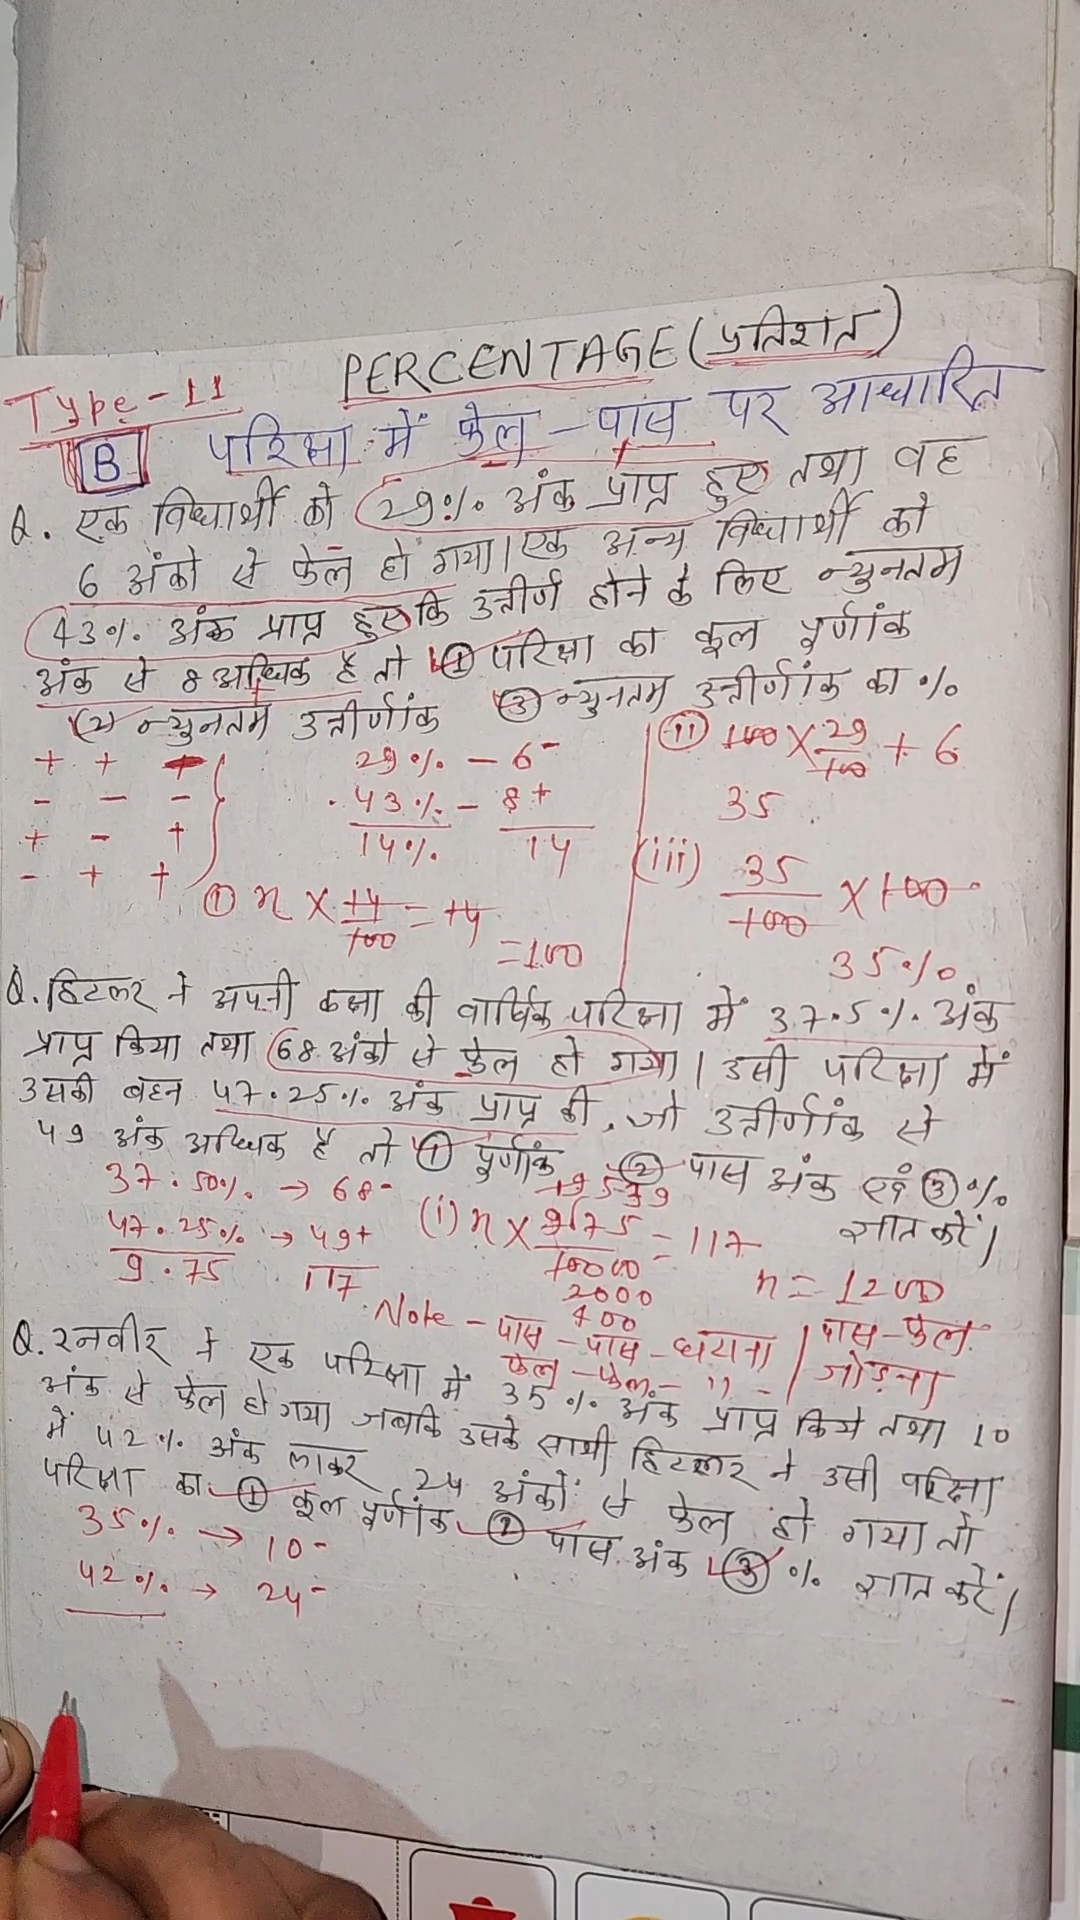 PERCENTAGE (प्रतिशत)
Type - 11
B परिक्षा में फेल - पास पर आधारित
Q. एक विध्यार्थी को 29% अंक प्राप्त हुए तथा वह
6 अंको से फेल हो गया। एक अन्य विध्यार्थी को
43% अंक प्राप्त हुए कि उत्तीर्ण होने के लिए न्युनतम
अंक से 8 अधिक है तो ① परिक्षा का कुल पूर्णांक
(2) न्युनतम उत्तीर्णांक ③ न्युनतम उत्तीर्णांक का %
+ + +
- - -
+ - +
- + +
29% - 6-
43% - 8+
14% 14
① n × 14/100 = 14
= 100
(ii) 100 × 29/100 + 6
35
(iii) 35/100 × 100
35%
Q. हिटलर ने अपनी कक्षा की वार्षिक परिक्षा में 37.5% अंक
प्राप्त किया तथा 68 अंको से फेल हो गया। उसी परिक्षा में
उसकी बहन 47.25% अंक प्राप्त की, जो उत्तीर्णांक से
49 अंक अधिक है तो ① पूर्णांक ② पास अंक एवं ③ %
ज्ञात करें।
37.50% → 68-
47.25% → 49+
9.75 117
(i) n × 975/10000 = 117
2000
400
n = 1200
Note - पास - पास - घटाना / पास - फेल
फेल - फेल - " - / जोड़ना
Q. रनवीर ने एक परिक्षा में 35% अंक प्राप्त किये तथा 10
अंक से फेल हो गया जबकि उसके साथी हिटलर ने उसी परिक्षा
में 42% अंक लाकर 24 अंकों से फेल हो गया तो
परिक्षा का ① कुल पूर्णांक ② पास अंक ③ % ज्ञात करें।
35% → 10-
42% → 24-